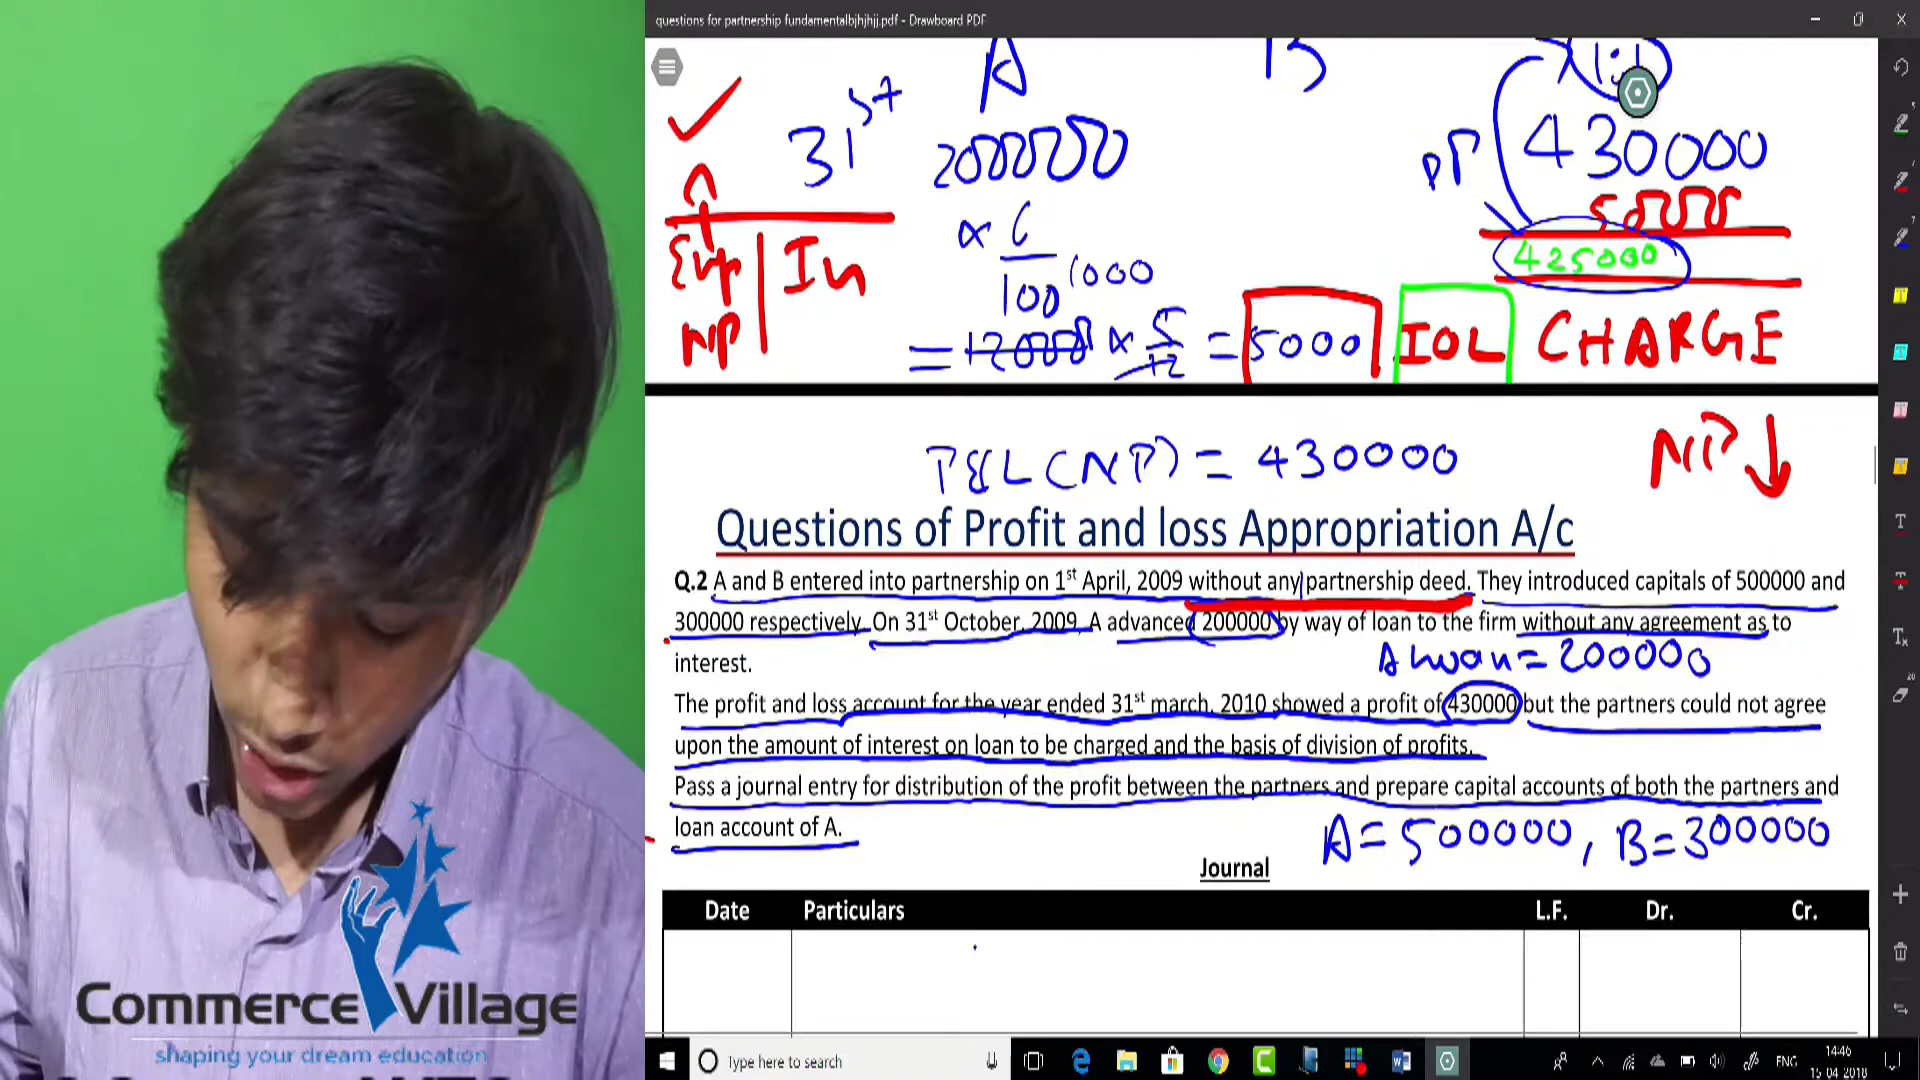 questions for partnership fundamentalbjhjhjj.pdf - Drawboard PDF
A
B
1:1
31st
2000000
PP
430000
Exp
In
NP
× 6
100
1000
= 12000 × 5
12
= 5000
IOL
CHARGE
425000
P&L (NP) = 430000
NP ↓
Questions of Profit and loss Appropriation A/c
Q.2 A and B entered into partnership on 1st April, 2009 without any partnership deed. They introduced capitals of 500000 and
300000 respectively. On 31st October, 2009, A advanced 200000 by way of loan to the firm without any agreement as to
interest.
A Loan = 200000
The profit and loss account for the year ended 31st march, 2010 showed a profit of 430000 but the partners could not agree
upon the amount of interest on loan to be charged and the basis of division of profits.
Pass a journal entry for distribution of the profit between the partners and prepare capital accounts of both the partners and
loan account of A.
A = 500000, B = 300000
Journal
Date Particulars L.F. Dr. Cr.
Commerce Village
shaping your dream education
Type here to search
ENG
14:46
15-04-2018